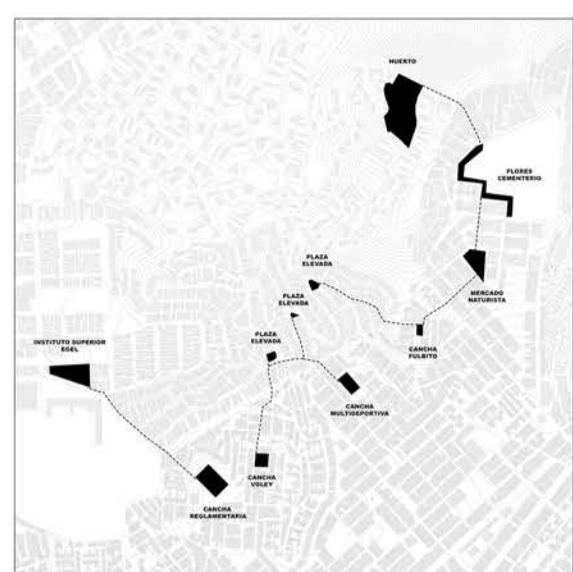 HUERTO
FLORES
CEMENTERIO
PLAZA
ELEVADA
MERCADO
NATURISTA
PLAZA
ELEVADA
PLAZA
ELEVADA
CANCHA
FULBITO
INSTITUTO SUPERIOR
EGEL
CANCHA
MULTIDEPORTIVA
CANCHA
VOLEY
CANCHA
REGLAMENTARIA